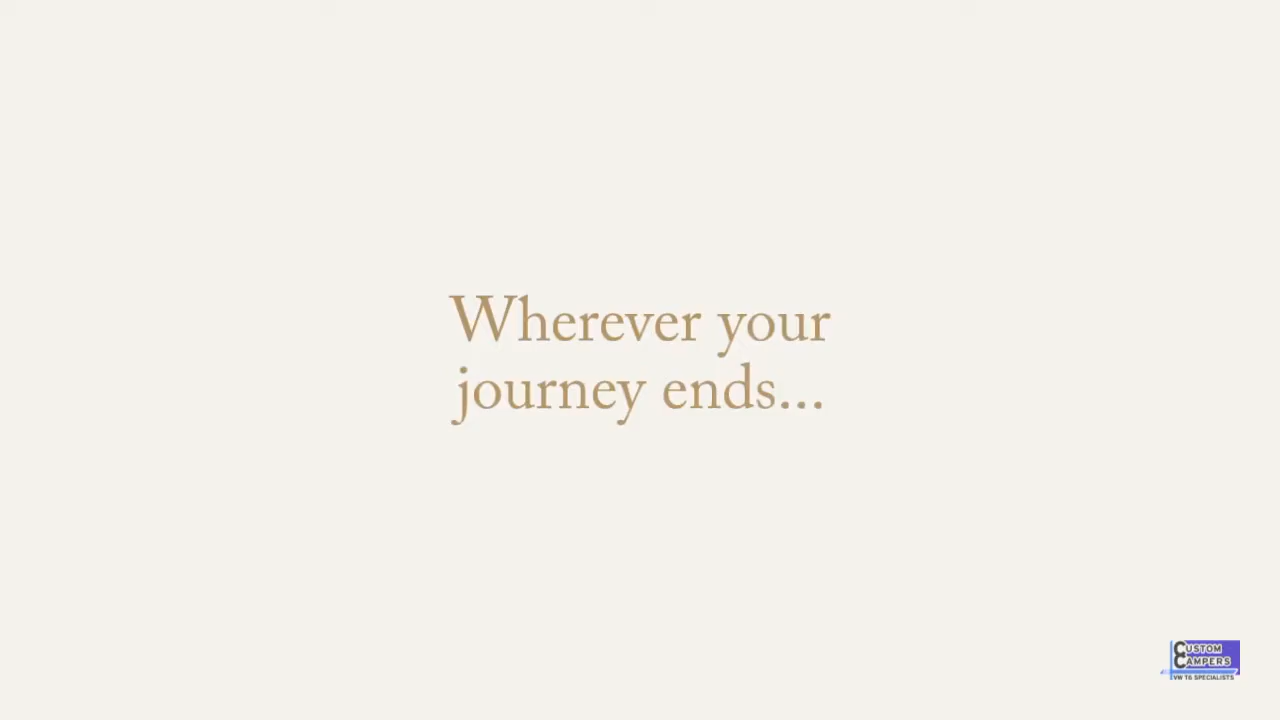 Wherever your
journey ends...
CUSTOM
CAMPERS
VW T6 SPECIALISTS